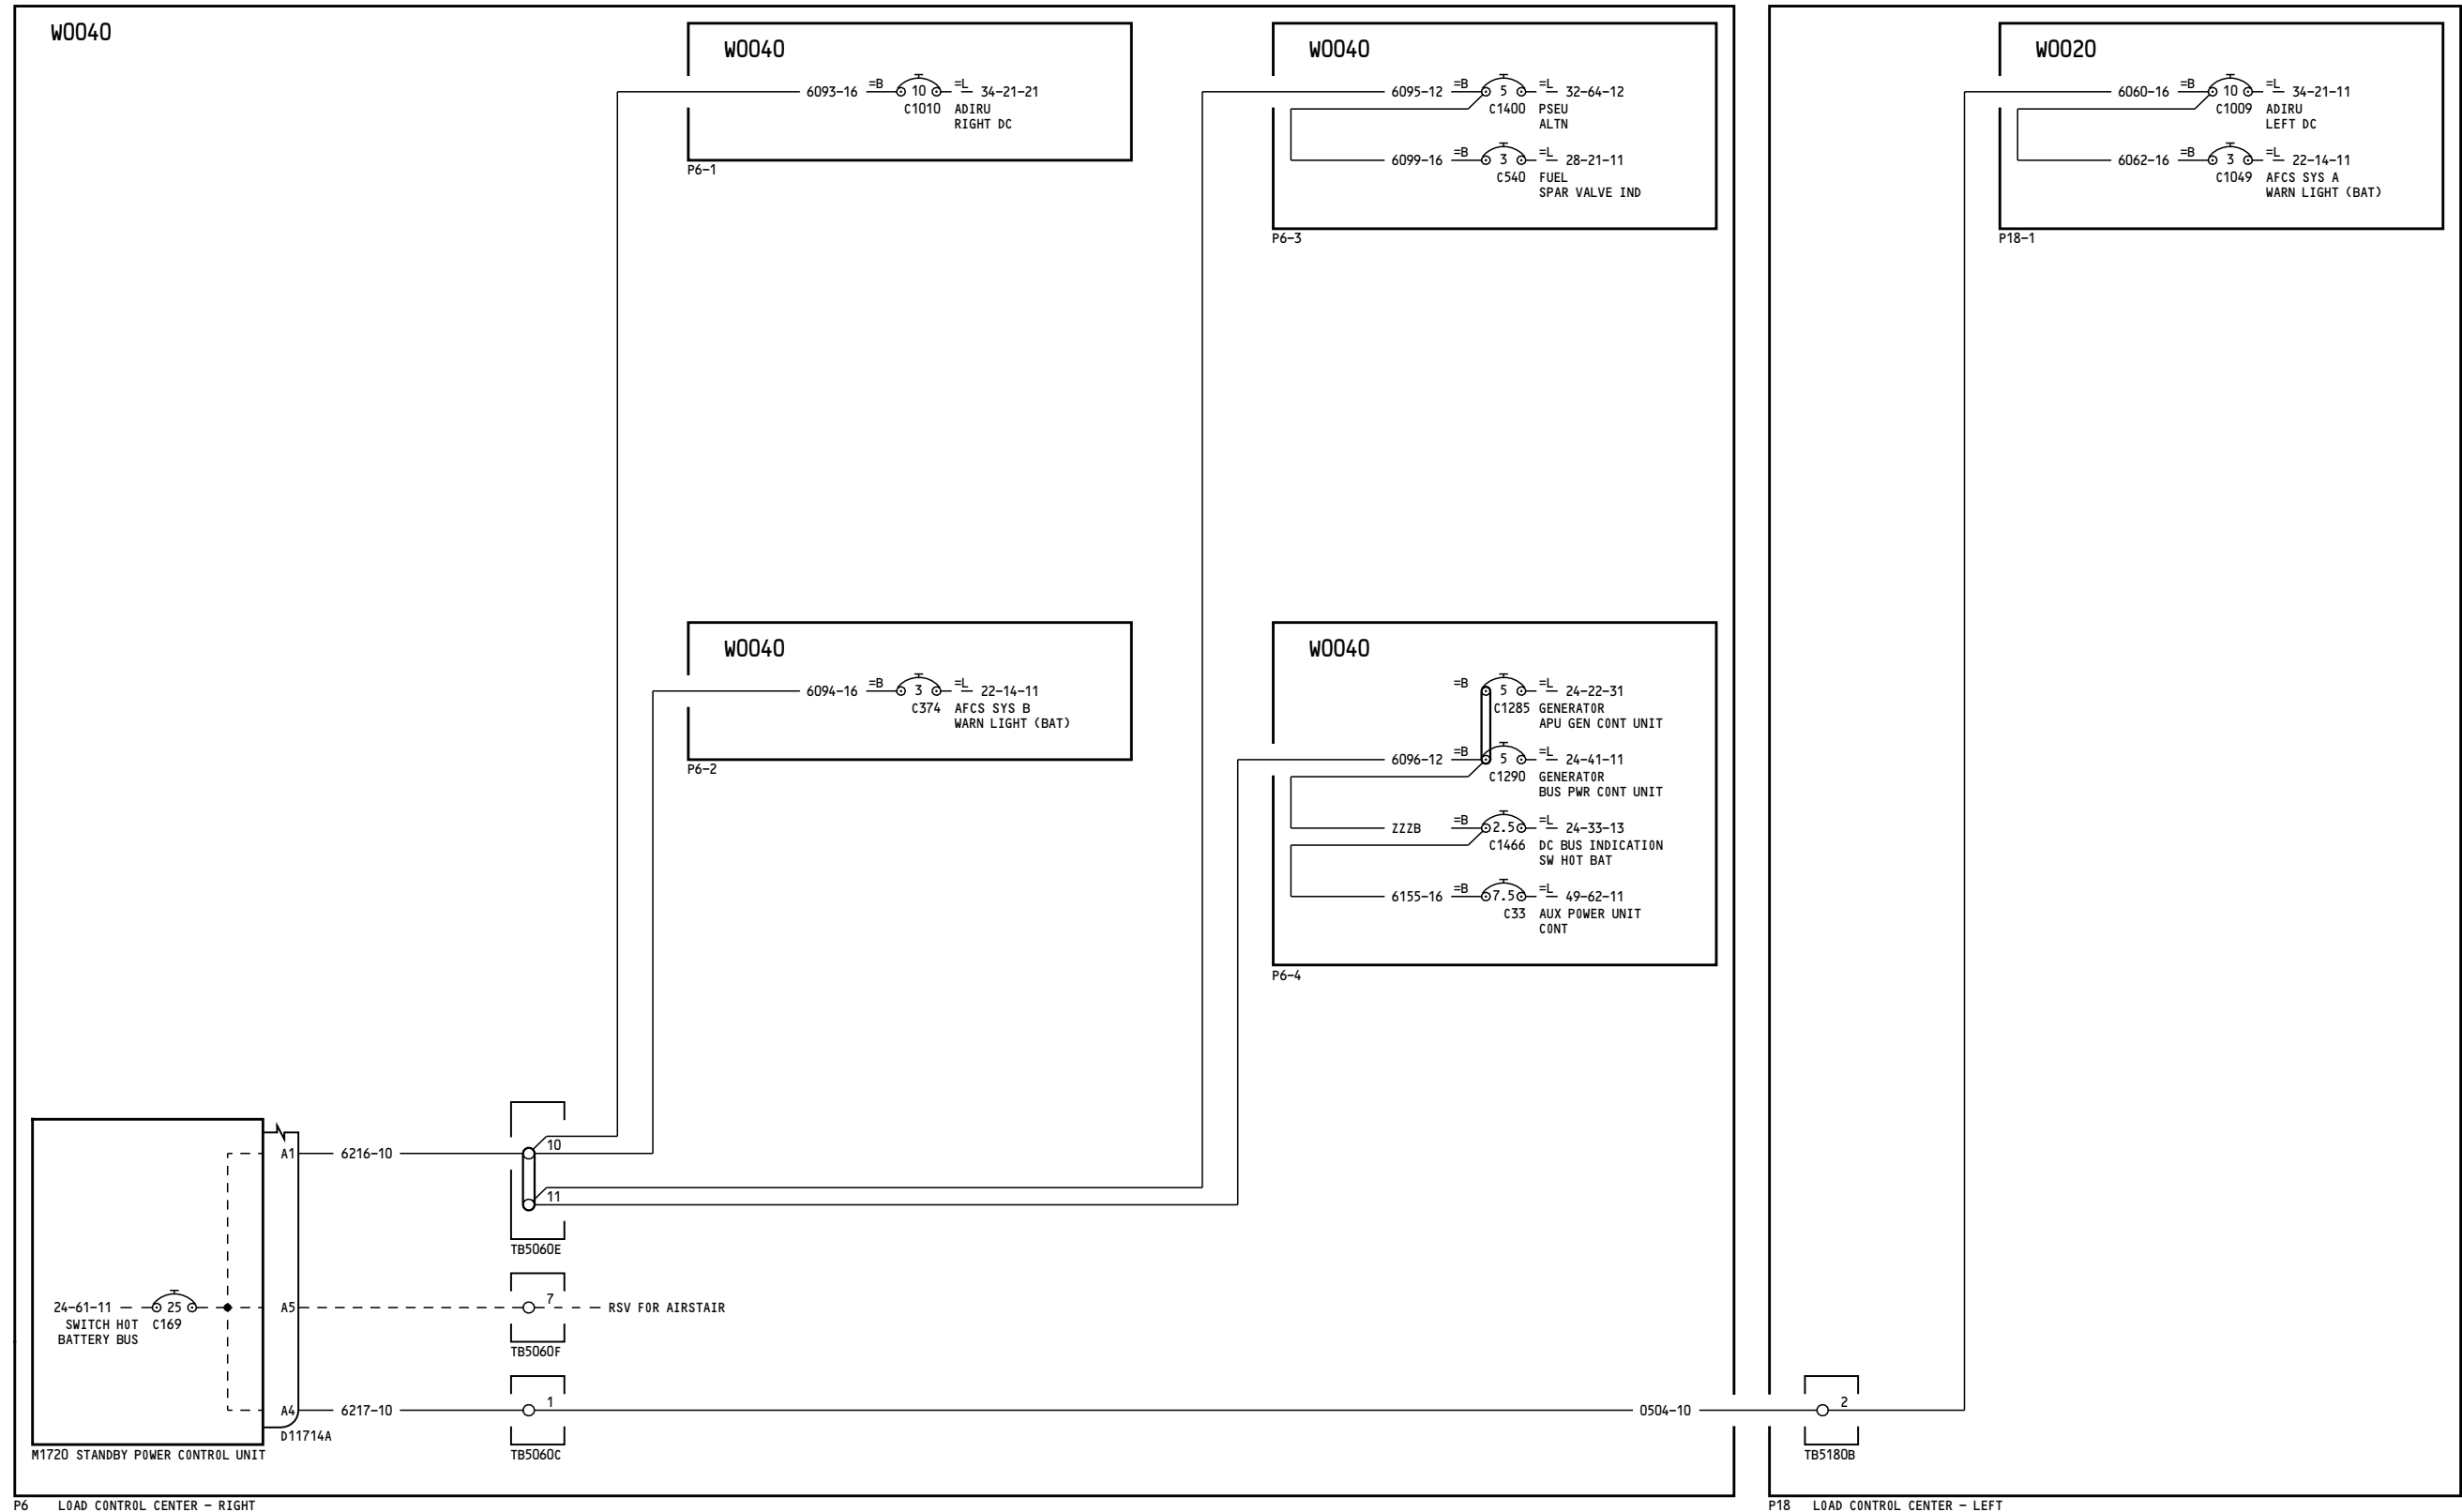 W0040
W0040
6093-16 =B 10 =L 34-21-21
C1010 ADIRU
RIGHT DC
P6-1
W0040
6095-12 =B 5 =L 32-64-12
C1400 PSEU
ALTN
6099-16 =B 3 =L 28-21-11
C540 FUEL
SPAR VALVE IND
P6-3
W0020
6060-16 =B 10 =L 34-21-11
C1009 ADIRU
LEFT DC
6062-16 =B 3 =L 22-14-11
C1049 AFCS SYS A
WARN LIGHT (BAT)
P18-1
W0040
6094-16 =B 3 =L 22-14-11
C374 AFCS SYS B
WARN LIGHT (BAT)
P6-2
W0040
=B 5 =L 24-22-31
C1285 GENERATOR
APU GEN CONT UNIT
6096-12 =B 5 =L 24-41-11
C1290 GENERATOR
BUS PWR CONT UNIT
ZZZB =B 2.5 =L 24-33-13
C1466 DC BUS INDICATION
SW HOT BAT
6155-16 =B 7.5 =L 49-62-11
C33 AUX POWER UNIT
CONT
P6-4
A1 6216-10 10
11
TB5060E
24-61-11 25 A5 7 RSV FOR AIRSTAIR
SWITCH HOT C169
BATTERY BUS
TB5060F
A4 6217-10 1 0504-10 2
D11714A
M1720 STANDBY POWER CONTROL UNIT
TB5060C
TB5180B
P6 LOAD CONTROL CENTER - RIGHT
P18 LOAD CONTROL CENTER - LEFT